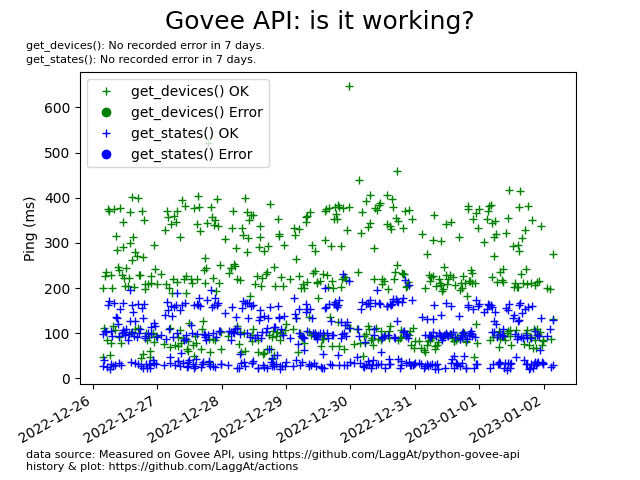 Govee API: is it working?
get_devices(): No recorded error in 7 days.
get_states(): No recorded error in 7 days.
get_devices() OK
get_devices() Error
get_states() OK
get_states() Error
Ping (ms)
600
500
400
300
200
100
0
2022-12-26
2022-12-27
2022-12-28
2022-12-29
2022-12-30
2022-12-31
2023-01-01
2023-01-02
data source: Measured on Govee API, using https://github.com/LaggAt/python-govee-api
history & plot: https://github.com/LaggAt/actions